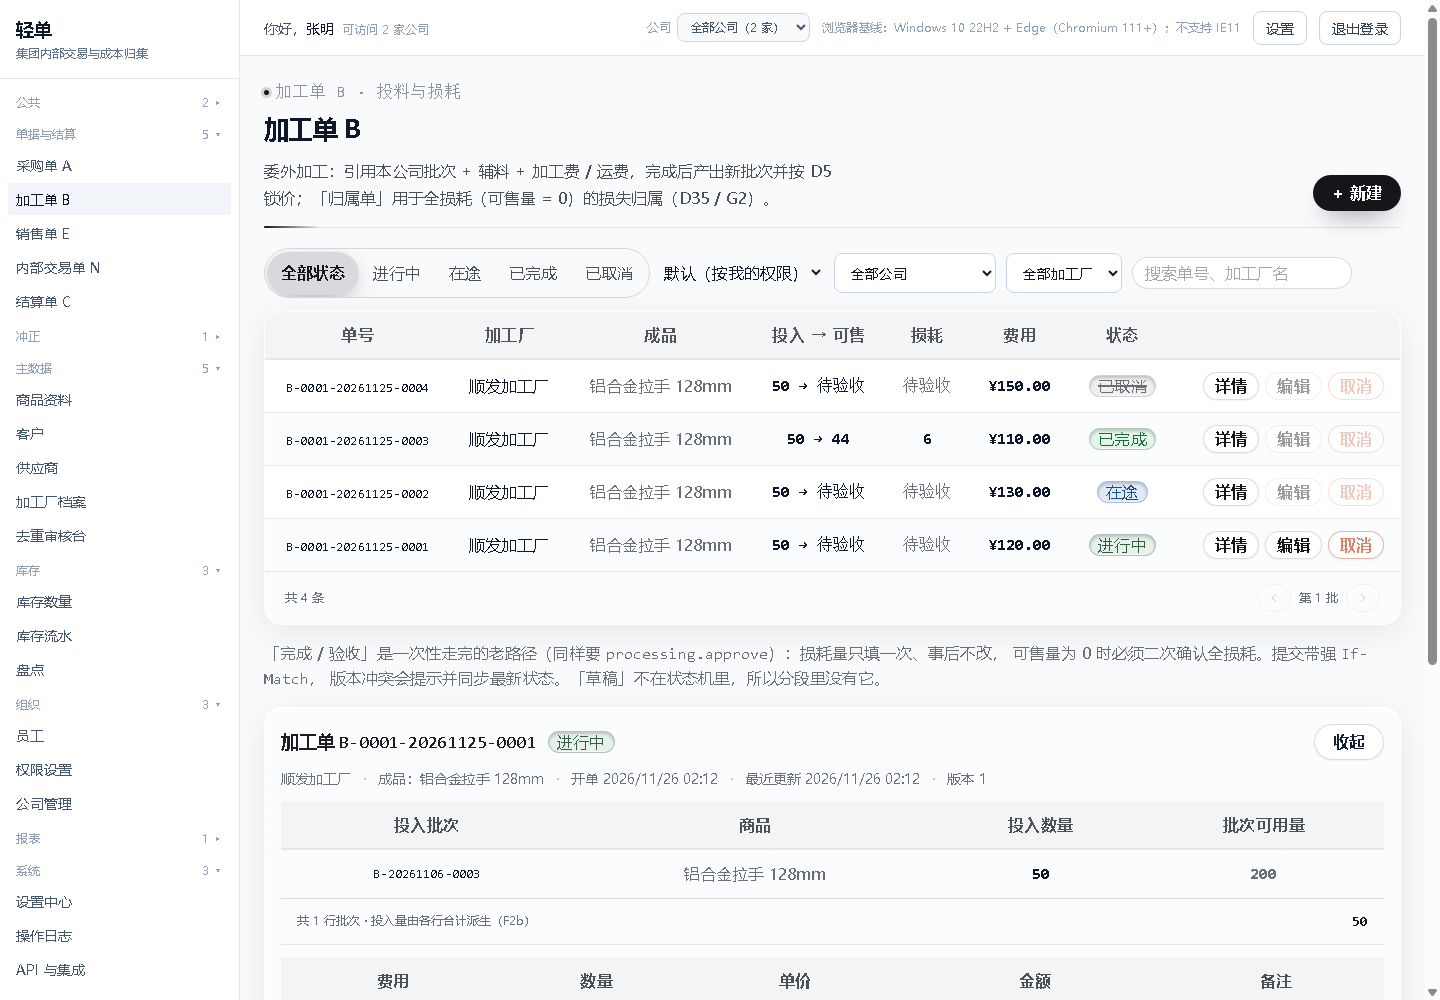 轻单
集团内部交易与成本归集
公共 2
单据与结算 5
采购单 A
加工单 B
销售单 E
内部交易单 N
结算单 C
冲正 1
主数据 5
商品资料
客户
供应商
加工厂档案
去重审核台
库存 3
库存数量
库存流水
盘点
组织 3
员工
权限设置
公司管理
报表 1
系统 3
设置中心
操作日志
API 与集成
你好，张明 可访问 2 家公司
公司 全部公司（2 家） 浏览器基线：Windows 10 22H2 + Edge（Chromium 111+）；不支持 IE11 设置 退出登录
加工单 B - 投料与损耗
加工单 B
委外加工：引用本公司批次 + 辅料 + 加工费 / 运费，完成后产出新批次并按 D5
锁价；「归属单」用于全损耗（可售量 = 0）的损失归属（D35 / G2）。
+ 新建
全部状态 进行中 在途 已完成 已取消 默认（按我的权限） 全部公司 全部加工厂 搜索单号、加工厂名
单号 加工厂 成品 投入 → 可售 损耗 费用 状态
B-0001-20261125-0004 顺发加工厂 铝合金拉手 128mm 50 → 待验收 待验收 ¥150.00 已取消 详情 编辑 取消
B-0001-20261125-0003 顺发加工厂 铝合金拉手 128mm 50 → 44 6 ¥110.00 已完成 详情 编辑 取消
B-0001-20261125-0002 顺发加工厂 铝合金拉手 128mm 50 → 待验收 待验收 ¥130.00 在途 详情 编辑 取消
B-0001-20261125-0001 顺发加工厂 铝合金拉手 128mm 50 → 待验收 待验收 ¥120.00 进行中 详情 编辑 取消
共 4 条 ‹ 第 1 批 ›
「完成 / 验收」是一次性走完的老路径（同样要 processing.approve）：损耗量只填一次、事后不改， 可售量为 0 时必须二次确认全损耗。提交带强 If-
Match， 版本冲突会提示并同步最新状态。「草稿」不在状态机里，所以分段里没有它。
加工单 B-0001-20261125-0001 进行中 收起
顺发加工厂 · 成品：铝合金拉手 128mm · 开单 2026/11/26 02:12 · 最近更新 2026/11/26 02:12 · 版本 1
投入批次 商品 投入数量 批次可用量
B-20261106-0003 铝合金拉手 128mm 50 200
共 1 行批次 · 投入量由各行合计派生（F2b） 50
费用 数量 单价 金额 备注